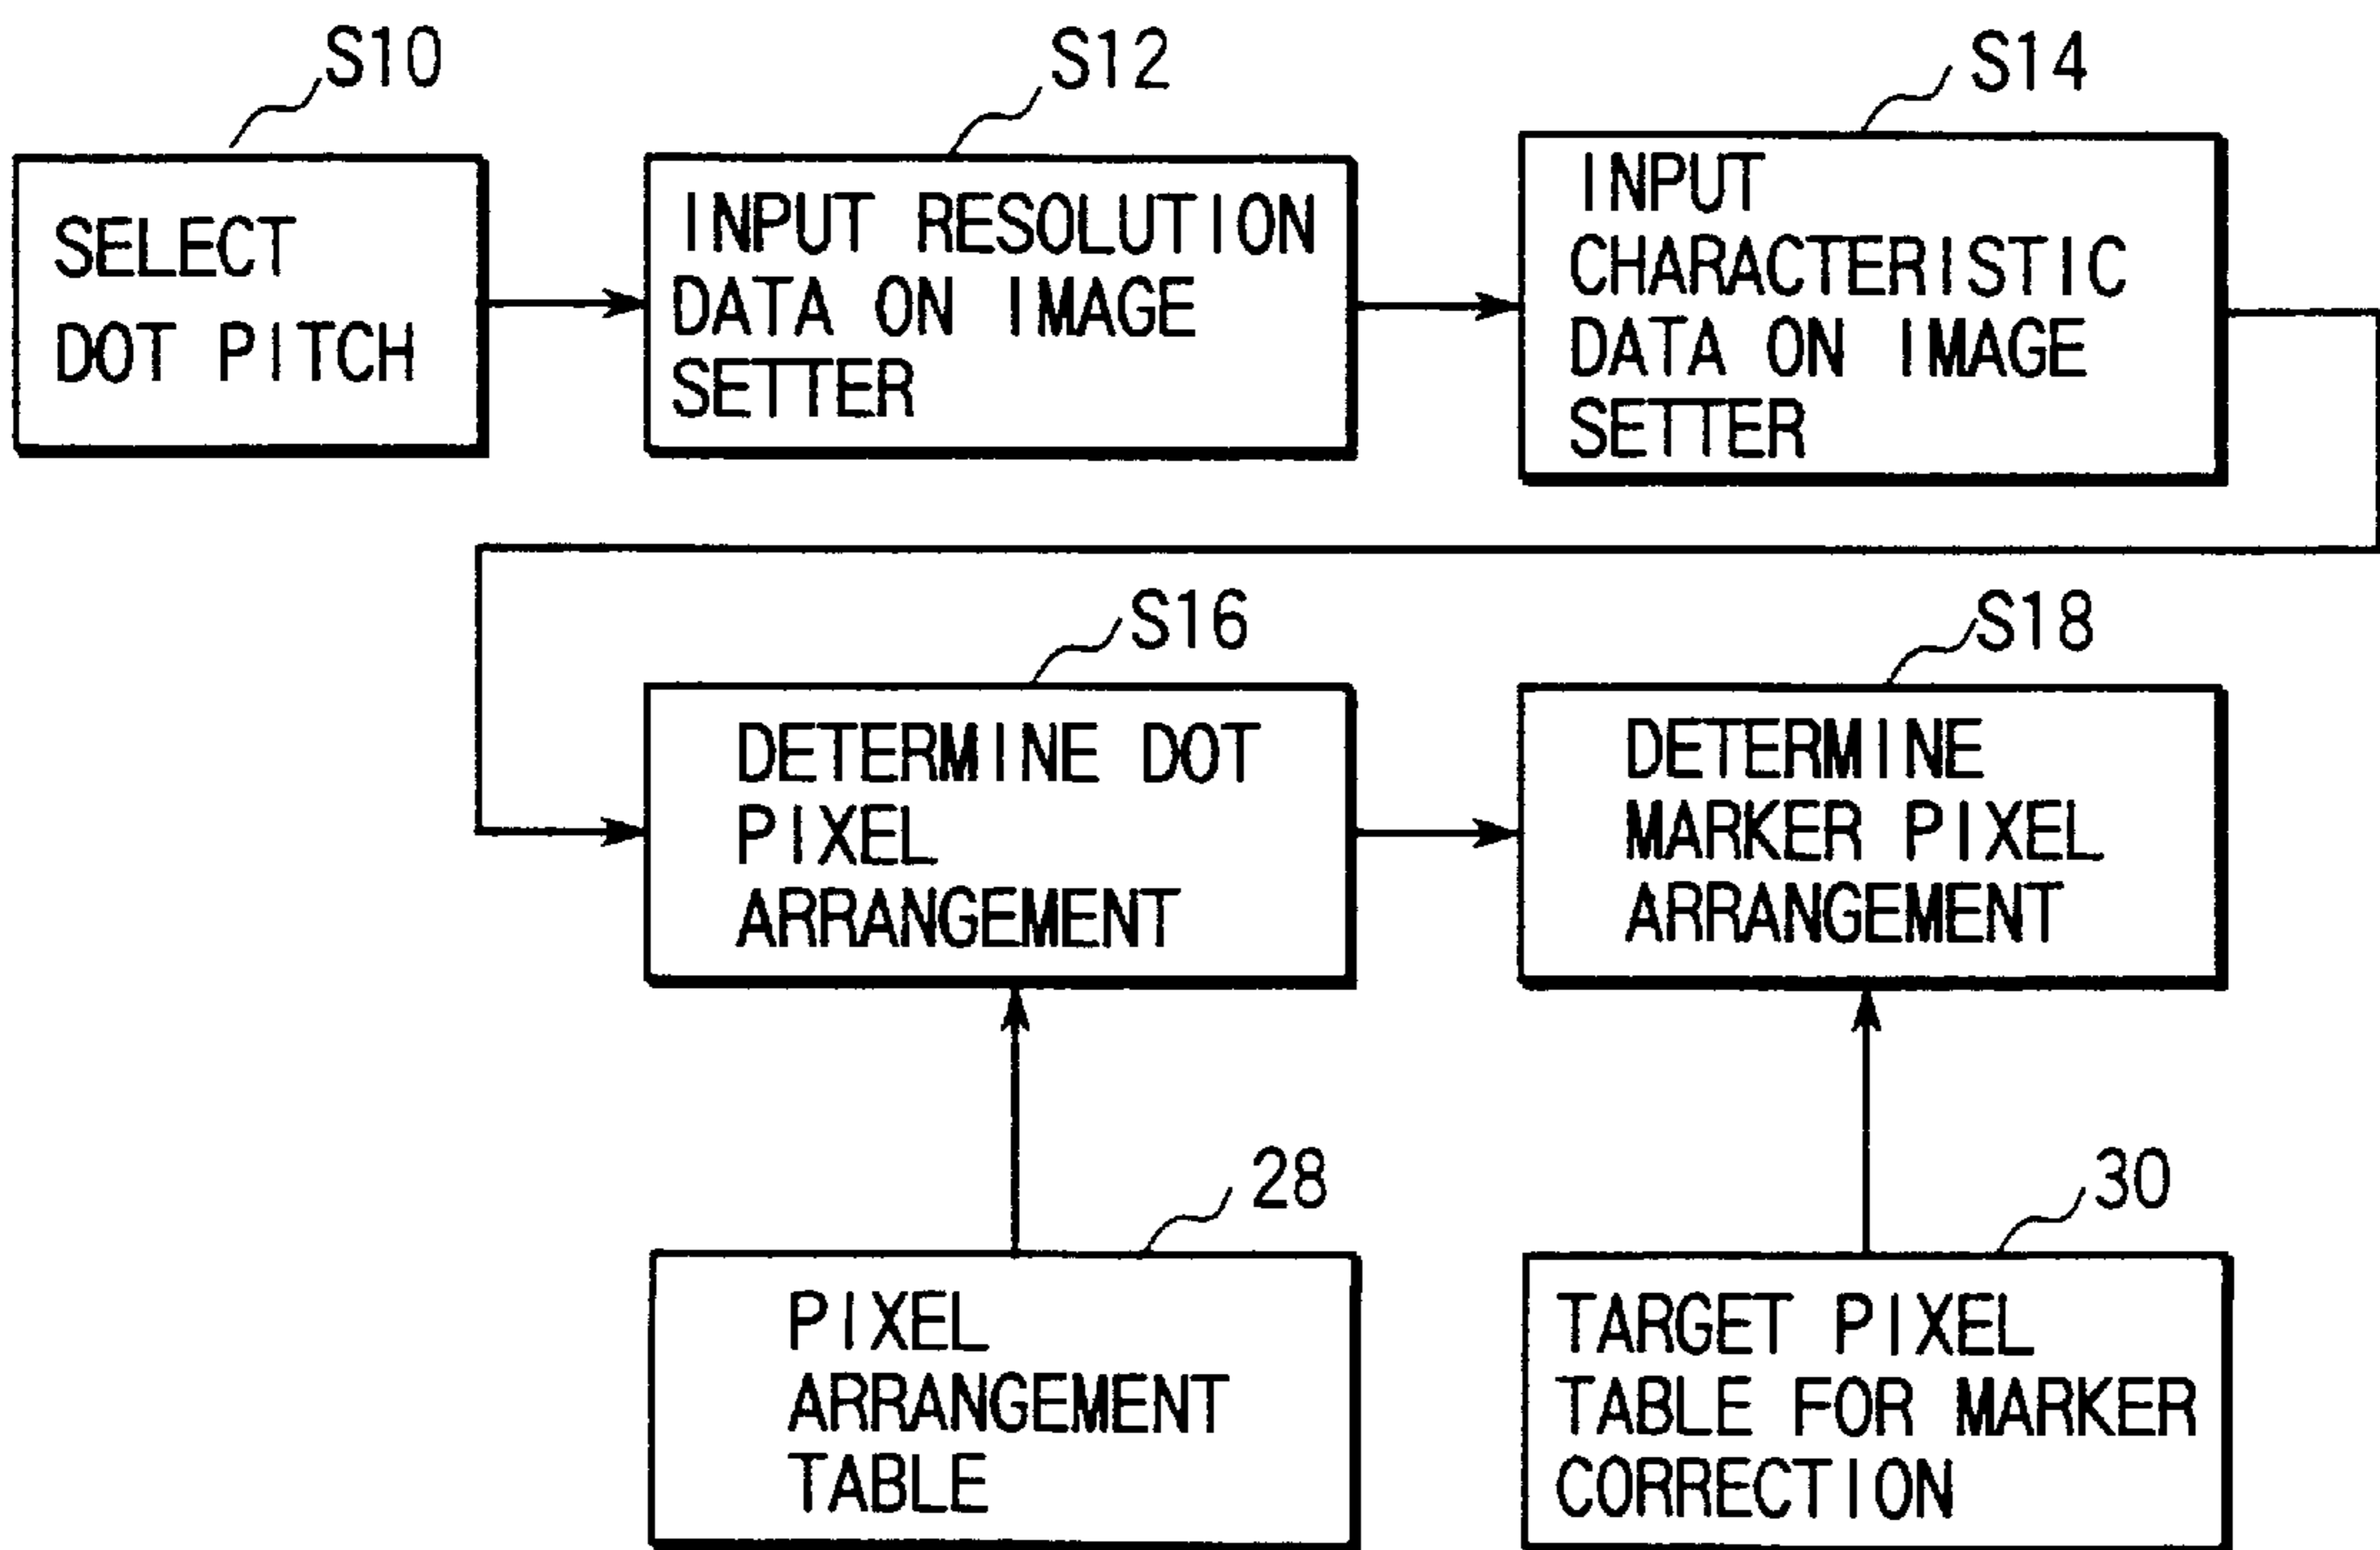 S10
SELECT
DOT PITCH
S12
INPUT RESOLUTION
DATA ON IMAGE
SETTER
S14
INPUT
CHARACTERISTIC
DATA ON IMAGE
SETTER
S16
DETERMINE DOT
PIXEL
ARRANGEMENT
S18
DETERMINE
MARKER PIXEL
ARRANGEMENT
28
PIXEL
ARRANGEMENT
TABLE
30
TARGET PIXEL
TABLE FOR MARKER
CORRECTION